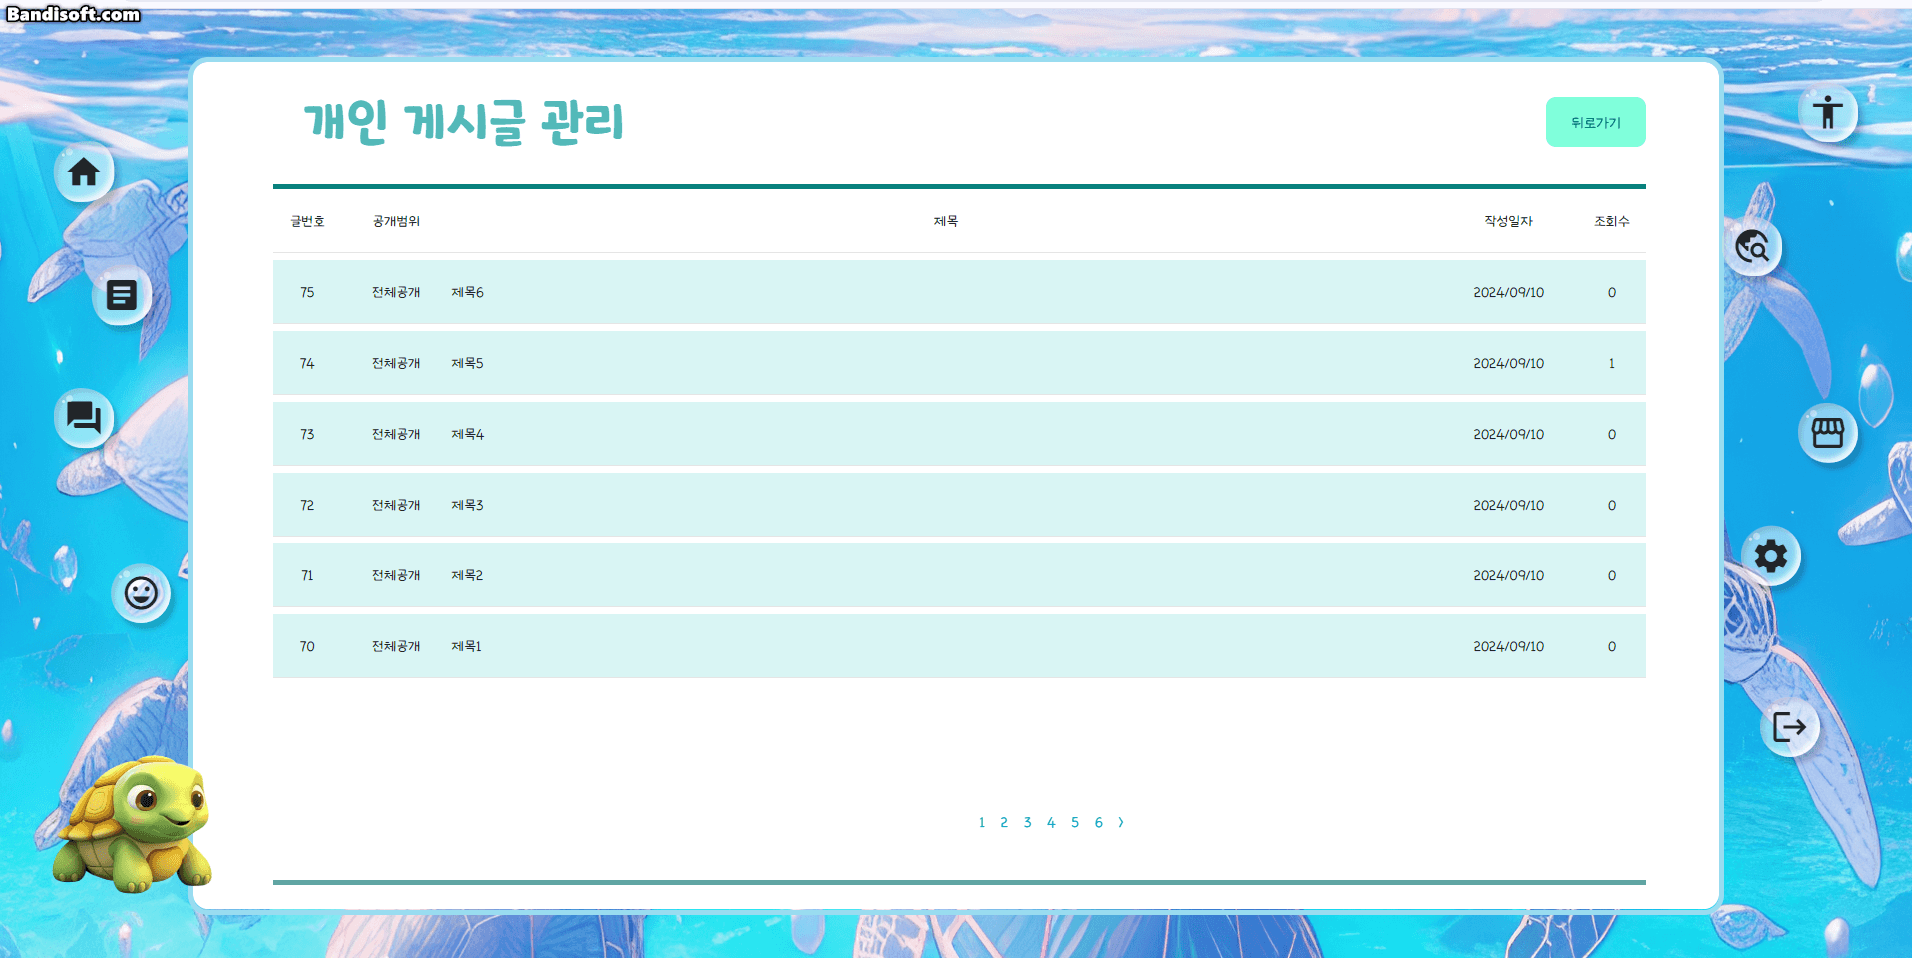 Bandisoft.com
개인 게시글 관리
뒤로가기
글번호 공개범위 제목 작성일자 조회수
75 전체공개 제목6 2024/09/10 0
74 전체공개 제목5 2024/09/10 1
73 전체공개 제목4 2024/09/10 0
72 전체공개 제목3 2024/09/10 0
71 전체공개 제목2 2024/09/10 0
70 전체공개 제목1 2024/09/10 0
1 2 3 4 5 6 >